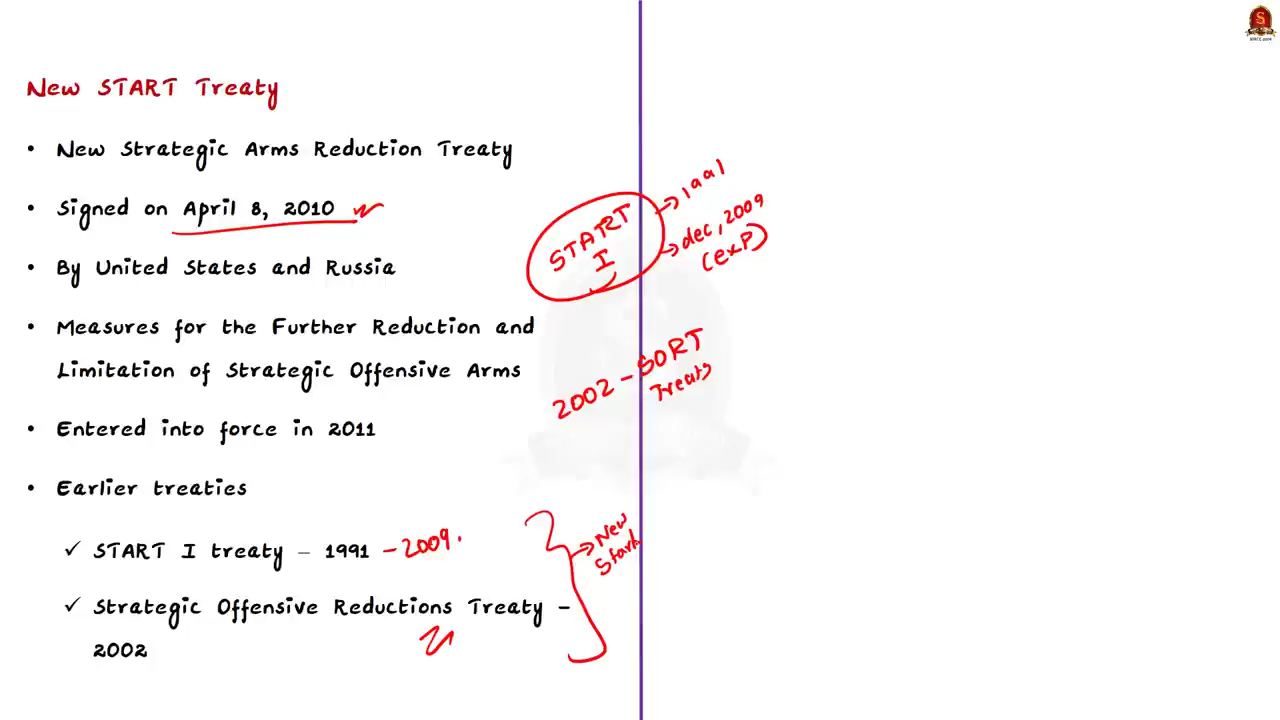 New START Treaty
• New Strategic Arms Reduction Treaty
• Signed on April 8, 2010
• By United States and Russia
• Measures for the Further Reduction and
Limitation of Strategic Offensive Arms
• Entered into force in 2011
• Earlier treaties
✓ START I treaty – 1991 - 2009.
✓ Strategic Offensive Reductions Treaty –
2002
START
I
→ 1991
→ dec, 2009
(exp)
2002 - SORT
Treaty
→ New
Start
S